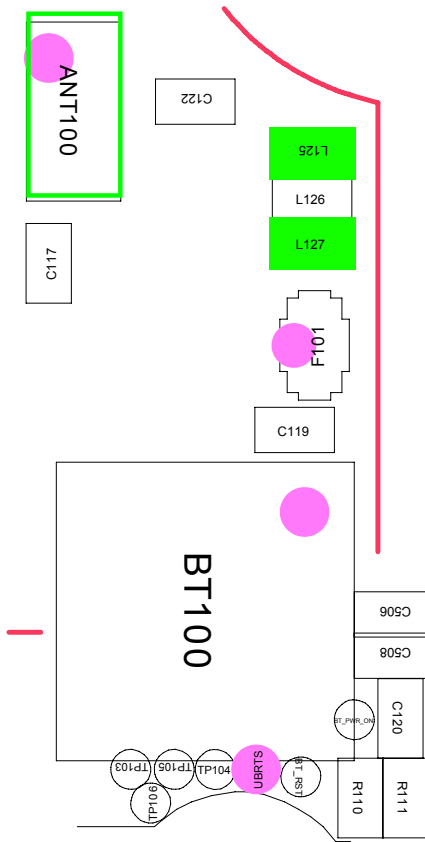 ANT100
C122
L125
L126
L127
C117
F101
C119
BT100
C506
C508
BT_PWR_ON
C120
TP103
TP105
TP104
UBRTS
BT_RST
TP106
R110
R111